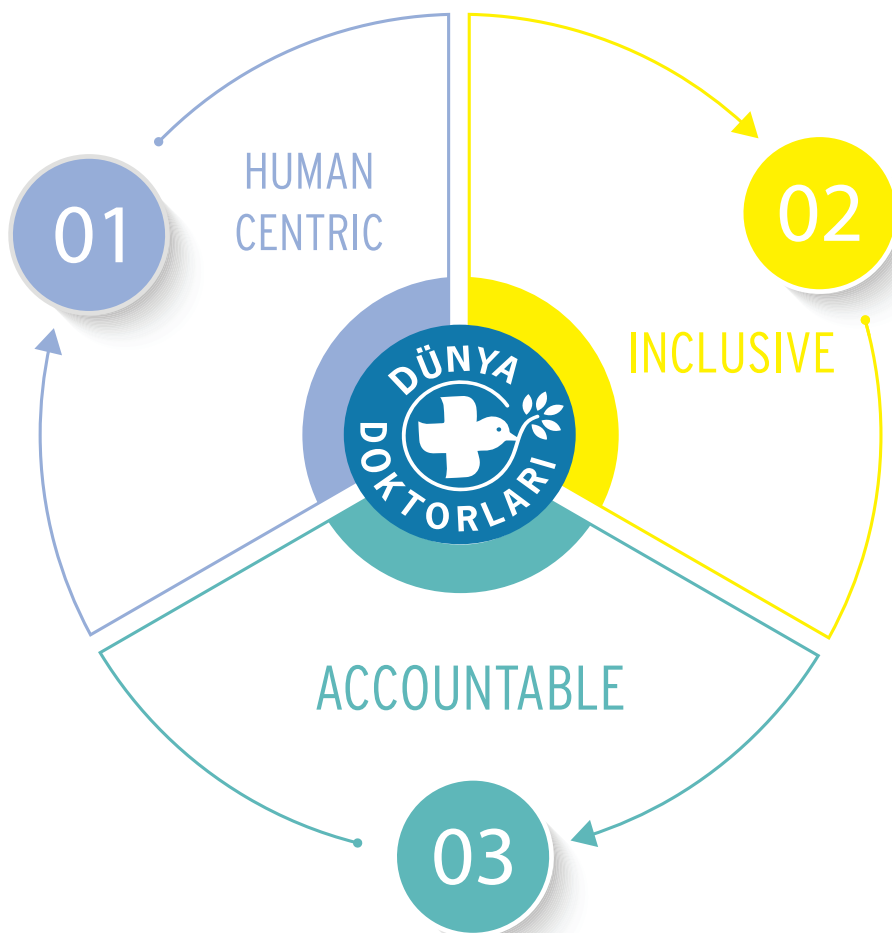 01
HUMAN
CENTRIC
02
INCLUSIVE
DÜNYA
DOKTORLARI
ACCOUNTABLE
03